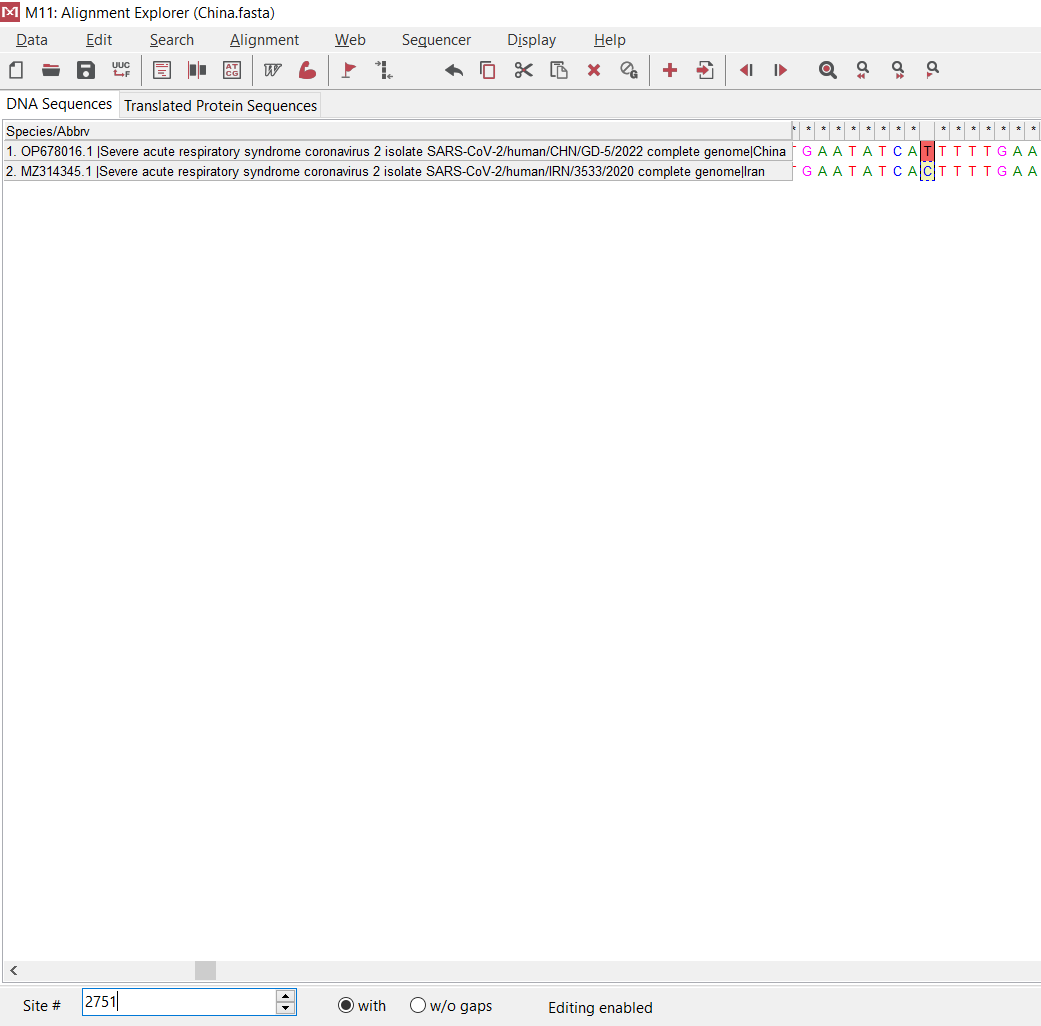 M11: Alignment Explorer (China.fasta)
Data Edit Search Alignment Web Sequencer Display Help
UUC
F
AT
CG
W
DNA Sequences Translated Protein Sequences
Species/Abbrv * * * * * * * * * * * * * * * *
1. OP678016.1 |Severe acute respiratory syndrome coronavirus 2 isolate SARS-CoV-2/human/CHN/GD-5/2022 complete genome|China G A A T A T C A T T T T T G A A
2. MZ314345.1 |Severe acute respiratory syndrome coronavirus 2 isolate SARS-CoV-2/human/IRN/3533/2020 complete genome|Iran G A A T A T C A C T T T T G A A
Site # 2751 with w/o gaps Editing enabled